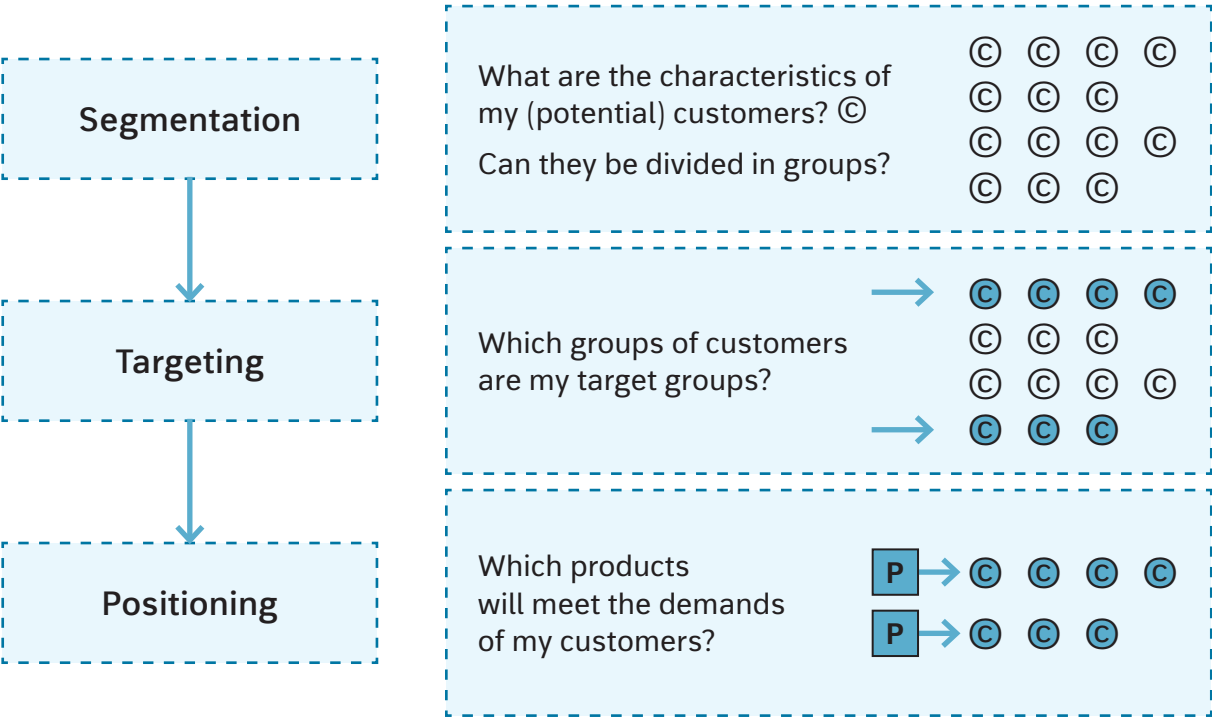 Segmentation
What are the characteristics of
my (potential) customers? ©
Can they be divided in groups?
© © © ©
© © ©
© © © ©
© © ©
Targeting
Which groups of customers
are my target groups?
© © © ©
© © ©
© © © ©
© © ©
Positioning
Which products
will meet the demands
of my customers?
P © © © ©
P © © ©